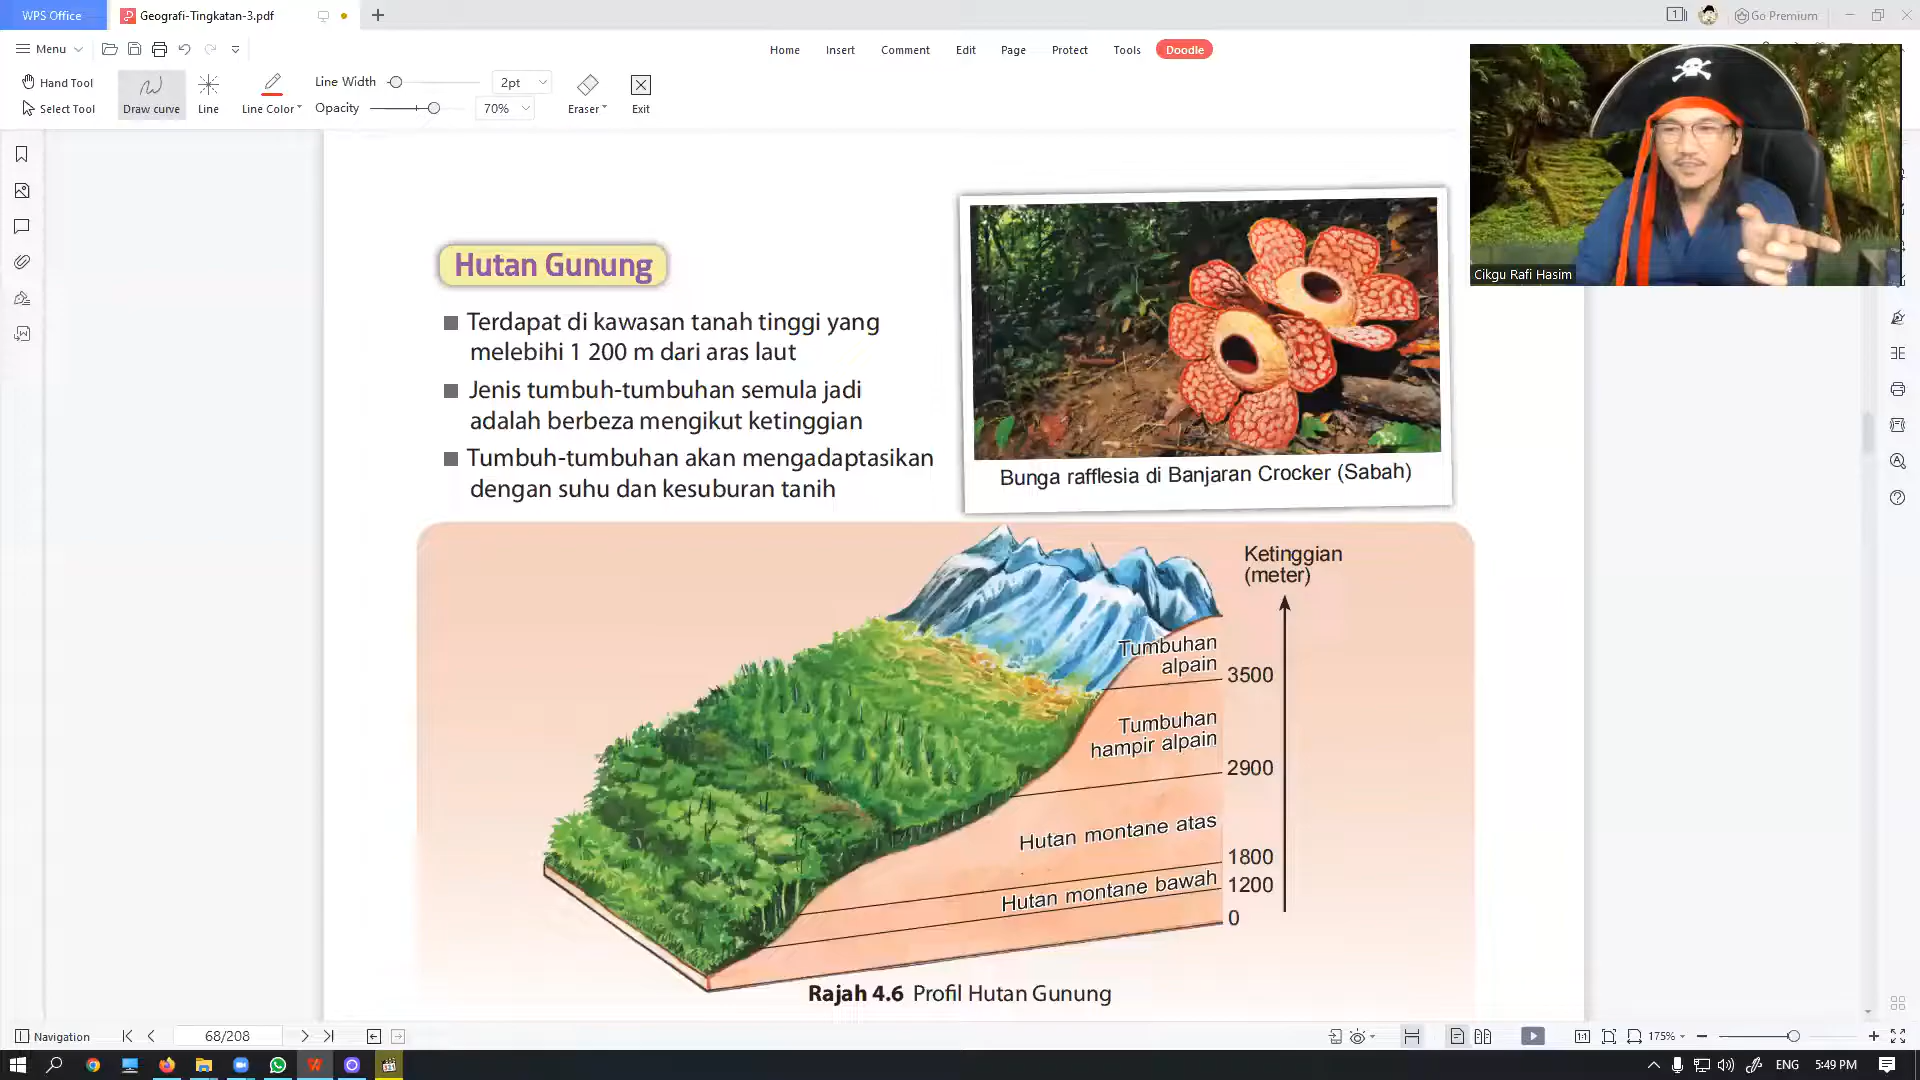 WPS Office
Geografi-Tingkatan-3.pdf
Go Premium
Menu
Home Insert Comment Edit Page Protect Tools Doodle
Hand Tool
Select Tool
Draw curve
Line
Line Color
Line Width 2pt
Opacity 70%
Eraser
Exit
Cikgu Rafi Hasim
Hutan Gunung
Terdapat di kawasan tanah tinggi yang
melebihi 1 200 m dari aras laut
Jenis tumbuh-tumbuhan semula jadi
adalah berbeza mengikut ketinggian
Tumbuh-tumbuhan akan mengadaptasikan
dengan suhu dan kesuburan tanih
Bunga rafflesia di Banjaran Crocker (Sabah)
Ketinggian
(meter)
Tumbuhan
alpain
3500
Tumbuhan
hampir alpain
2900
Hutan montane atas
1800
Hutan montane bawah
1200
0
Rajah 4.6 Profil Hutan Gunung
Navigation
68/208
175%
ENG
5:49 PM